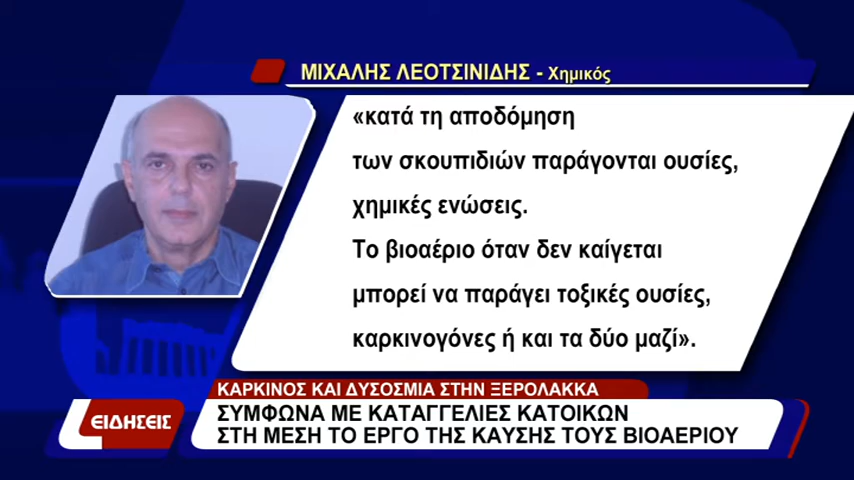 ΜΙΧΑΛΗΣ ΛΕΟΤΣΙΝΙΔΗΣ - Χημικός
«κατά τη αποδόμηση
των σκουπιδιών παράγονται ουσίες,
χημικές ενώσεις.
Το βιοαέριο όταν δεν καίγεται
μπορεί να παράγει τοξικές ουσίες,
καρκινογόνες ή και τα δύο μαζί».
ΚΑΡΚΙΝΟΣ ΚΑΙ ΔΥΣΟΣΜΙΑ ΣΤΗΝ ΞΕΡΟΛΑΚΚΑ
ΕΙΔΗΣΕΙΣ
ΣΥΜΦΩΝΑ ΜΕ ΚΑΤΑΓΓΕΛΙΕΣ ΚΑΤΟΙΚΩΝ
ΣΤΗ ΜΕΣΗ ΤΟ ΕΡΓΟ ΤΗΣ ΚΑΥΣΗΣ ΤΟΥΣ ΒΙΟΑΕΡΙΟΥ